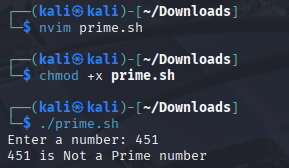 ┌──(kali㉿kali)-[~/Downloads]
└─$ nvim prime.sh
┌──(kali㉿kali)-[~/Downloads]
└─$ chmod +x prime.sh
┌──(kali㉿kali)-[~/Downloads]
└─$ ./prime.sh
Enter a number: 451
451 is Not a Prime number